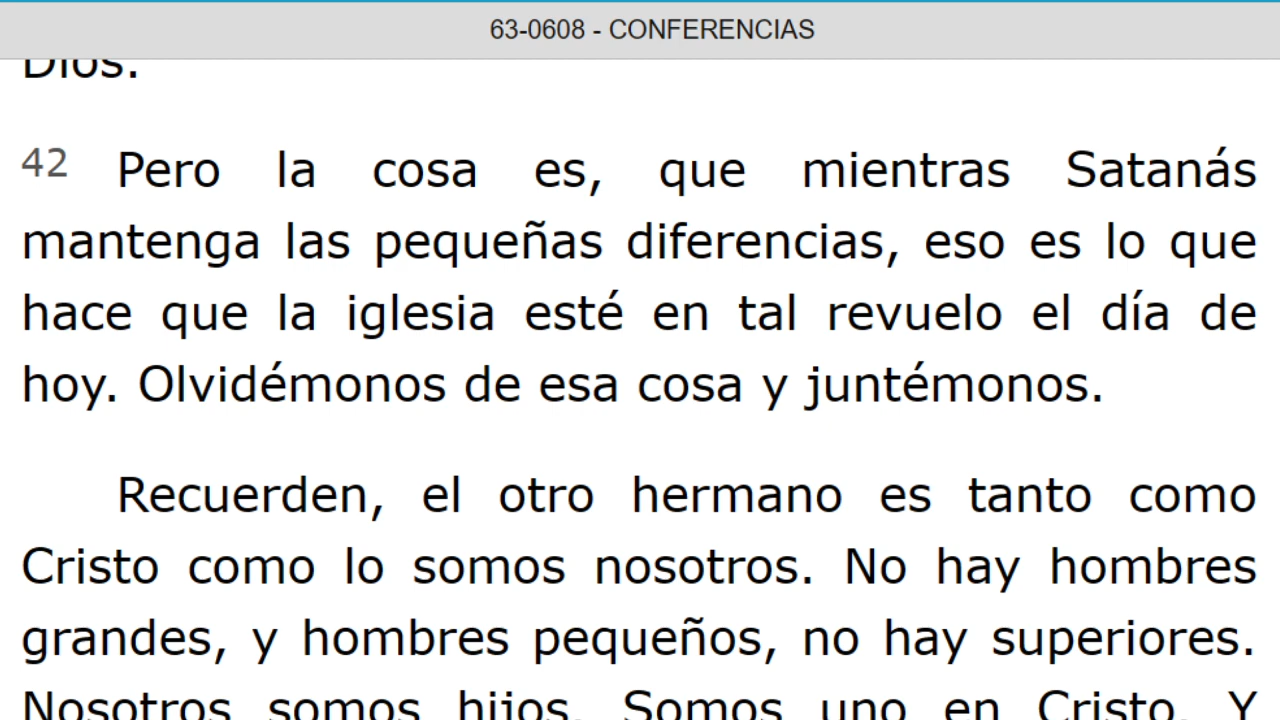 63-0608 - CONFERENCIAS
Dios.
42 Pero la cosa es, que mientras Satanás
mantenga las pequeñas diferencias, eso es lo que
hace que la iglesia esté en tal revuelo el día de
hoy. Olvidémonos de esa cosa y juntémonos.
Recuerden, el otro hermano es tanto como
Cristo como lo somos nosotros. No hay hombres
grandes, y hombres pequeños, no hay superiores.
Nosotros somos hijos. Somos uno en Cristo. Y